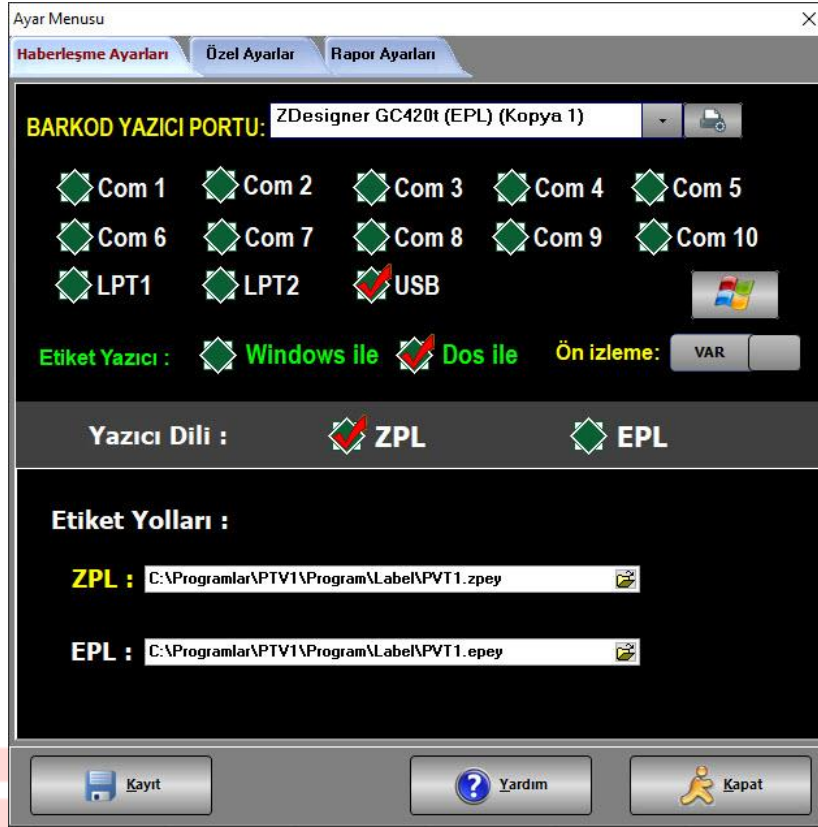 Ayar Menusu
Haberleşme Ayarları Özel Ayarlar Rapor Ayarları
BARKOD YAZICI PORTU: ZDesigner GC420t (EPL) (Kopya 1)
Com 1 Com 2 Com 3 Com 4 Com 5
Com 6 Com 7 Com 8 Com 9 Com 10
LPT1 LPT2 USB
Etiket Yazıcı : Windows ile Dos ile Ön izleme: VAR
Yazıcı Dili : ZPL EPL
Etiket Yolları :
ZPL : C:\Programlar\PTV1\Program\Label\PVT1.zpey
EPL : C:\Programlar\PTV1\Program\Label\PVT1.epey
Kayıt Yardım Kapat